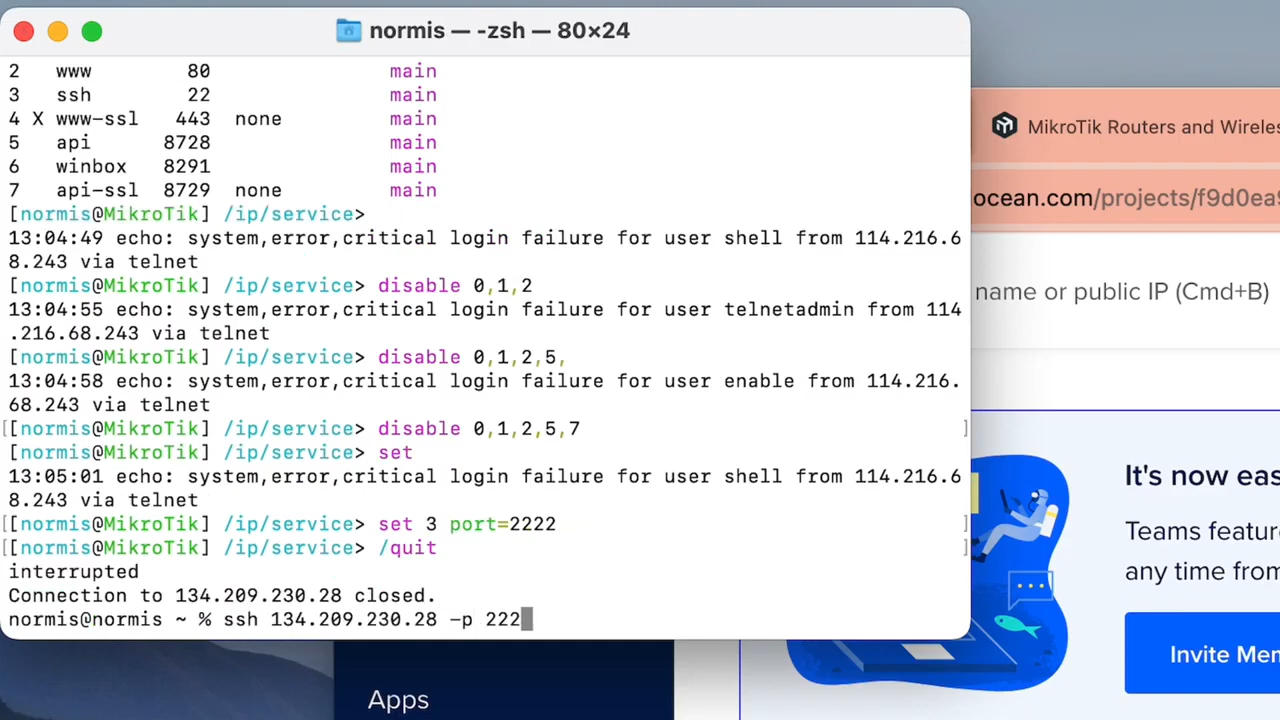 normis — -zsh — 80×24
2   www        80               main
3   ssh        22               main
4 X www-ssl   443  none         main
5   api      8728               main
6   winbox   8291               main
7   api-ssl  8729  none         main
[normis@MikroTik] /ip/service>
13:04:49 echo: system,error,critical login failure for user shell from 114.216.6
8.243 via telnet
[normis@MikroTik] /ip/service> disable 0,1,2
13:04:55 echo: system,error,critical login failure for user telnetadmin from 114
.216.68.243 via telnet
[normis@MikroTik] /ip/service> disable 0,1,2,5,
13:04:58 echo: system,error,critical login failure for user enable from 114.216.
68.243 via telnet
[[normis@MikroTik] /ip/service> disable 0,1,2,5,7 ]
[normis@MikroTik] /ip/service> set
13:05:01 echo: system,error,critical login failure for user shell from 114.216.6
8.243 via telnet
[[normis@MikroTik] /ip/service> set 3 port=2222 ]
[[normis@MikroTik] /ip/service> /quit ]
interrupted
Connection to 134.209.230.28 closed.
normis@normis ~ % ssh 134.209.230.28 -p 222
MikroTik Routers and Wireles
ocean.com/projects/f9d0ea9
name or public IP (Cmd+B)
It's now eas
Teams featur
any time from
Invite Mem
Apps